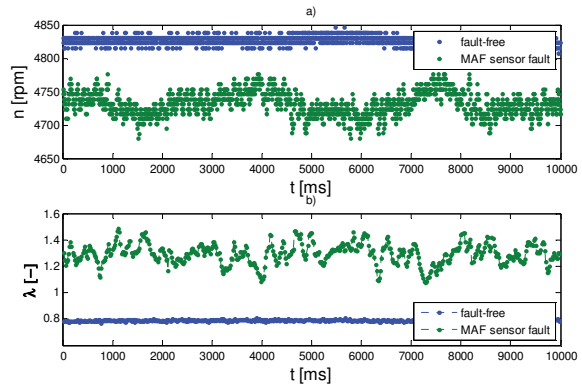 a)
4850
4800
4750
4700
4650
n [rpm]
fault-free
MAF sensor fault
0 1000 2000 3000 4000 5000 6000 7000 8000 9000 10000
t [ms]
b)
1.6
1.4
1.2
1.0
0.8
λ [–]
fault-free
MAF sensor fault
0 1000 2000 3000 4000 5000 6000 7000 8000 9000 10000
t [ms]